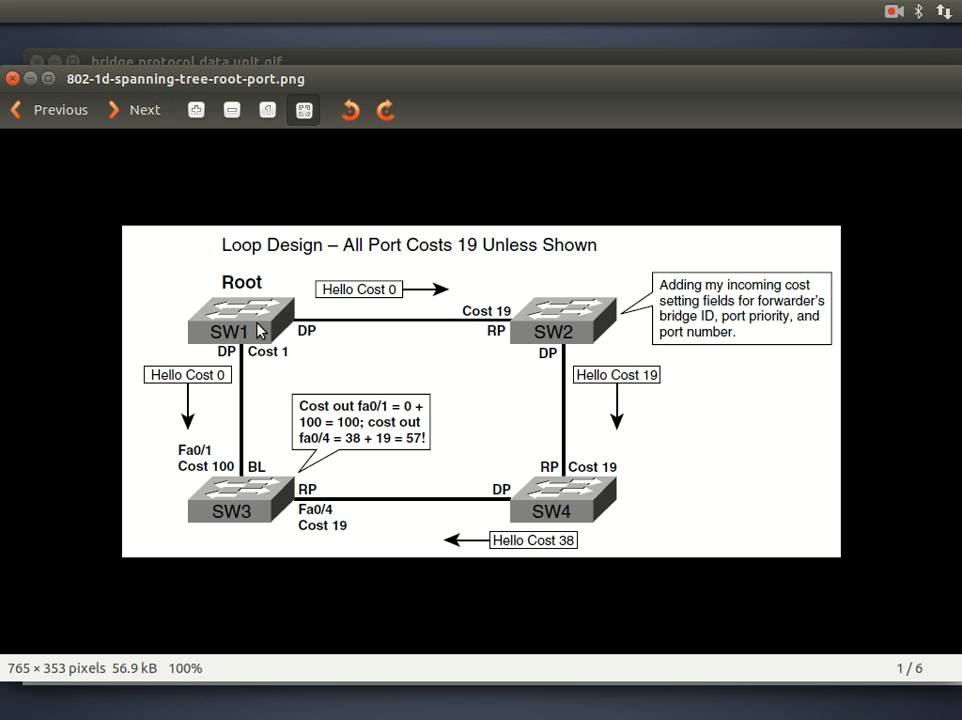 bridge protocol data unit.gif
802-1d-spanning-tree-root-port.png
Previous
Next
Loop Design – All Port Costs 19 Unless Shown
Root
Hello Cost 0
Cost 19
Adding my incoming cost
setting fields for forwarder's
bridge ID, port priority, and
port number.
SW1
DP
RP
SW2
DP
Cost 1
DP
Hello Cost 0
Hello Cost 19
Cost out fa0/1 = 0 +
100 = 100; cost out
fa0/4 = 38 + 19 = 57!
Fa0/1
Cost 100
BL
RP
Cost 19
SW3
RP
DP
SW4
Fa0/4
Cost 19
Hello Cost 38
765 × 353 pixels 56.9 kB 100%
1 / 6